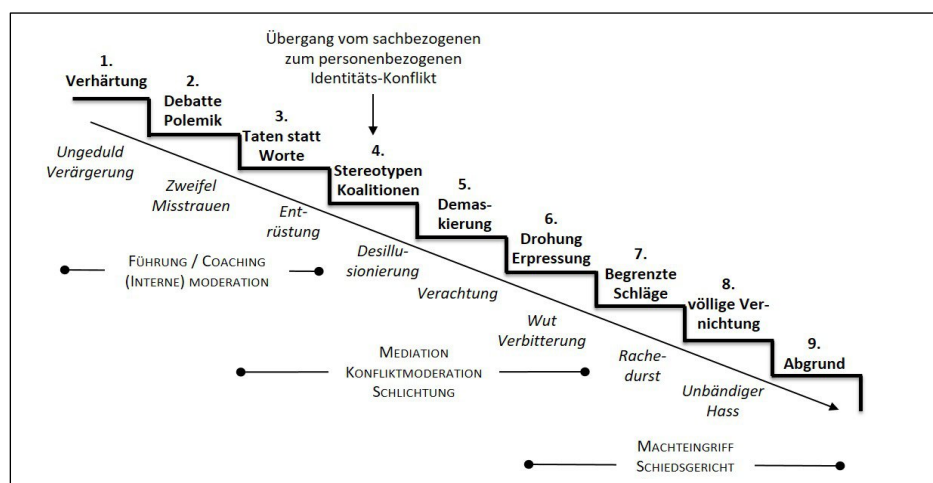 Übergang vom sachbezogenen
zum personenbezogenen
Identitäts-Konflikt
1.
Verhärtung
2.
Debatte
Polemik
3.
Taten statt
Worte
4.
Stereotypen
Koalitionen
5.
Demas-
kierung
6.
Drohung
Erpressung
7.
Begrenzte
Schläge
8.
völlige Ver-
nichtung
9.
Abgrund
Ungeduld
Verärgerung
Zweifel
Misstrauen
Ent-
rüstung
Desillu-
sionierung
Verachtung
Wut
Verbitterung
Rache-
durst
Unbändiger
Hass
FÜHRUNG / COACHING
(INTERNE) MODERATION
MEDIATION
KONFLIKTMODERATION
SCHLICHTUNG
MACHTEINGRIFF
SCHIEDSGERICHT